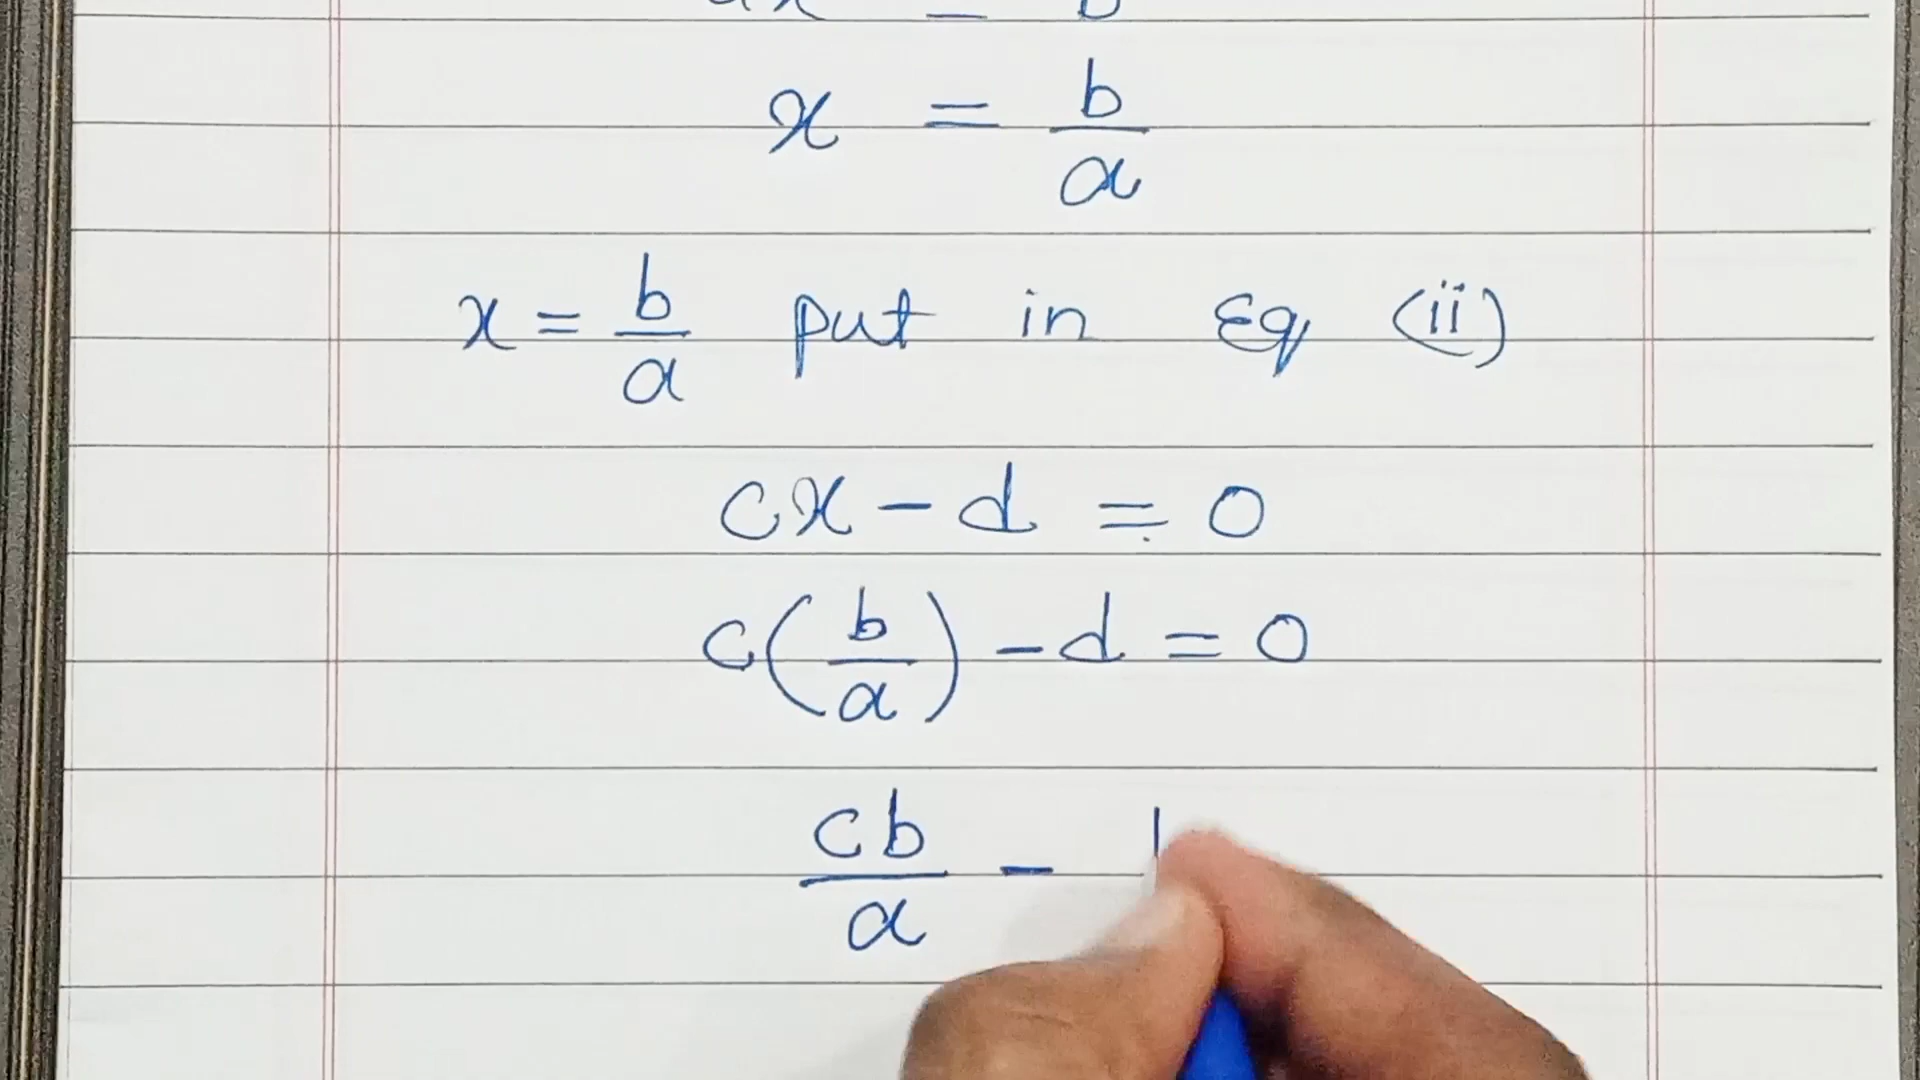 x = b/a
x = b/a put in Eq (ii)
cx - d = 0
c(b/a) - d = 0
cb/a -